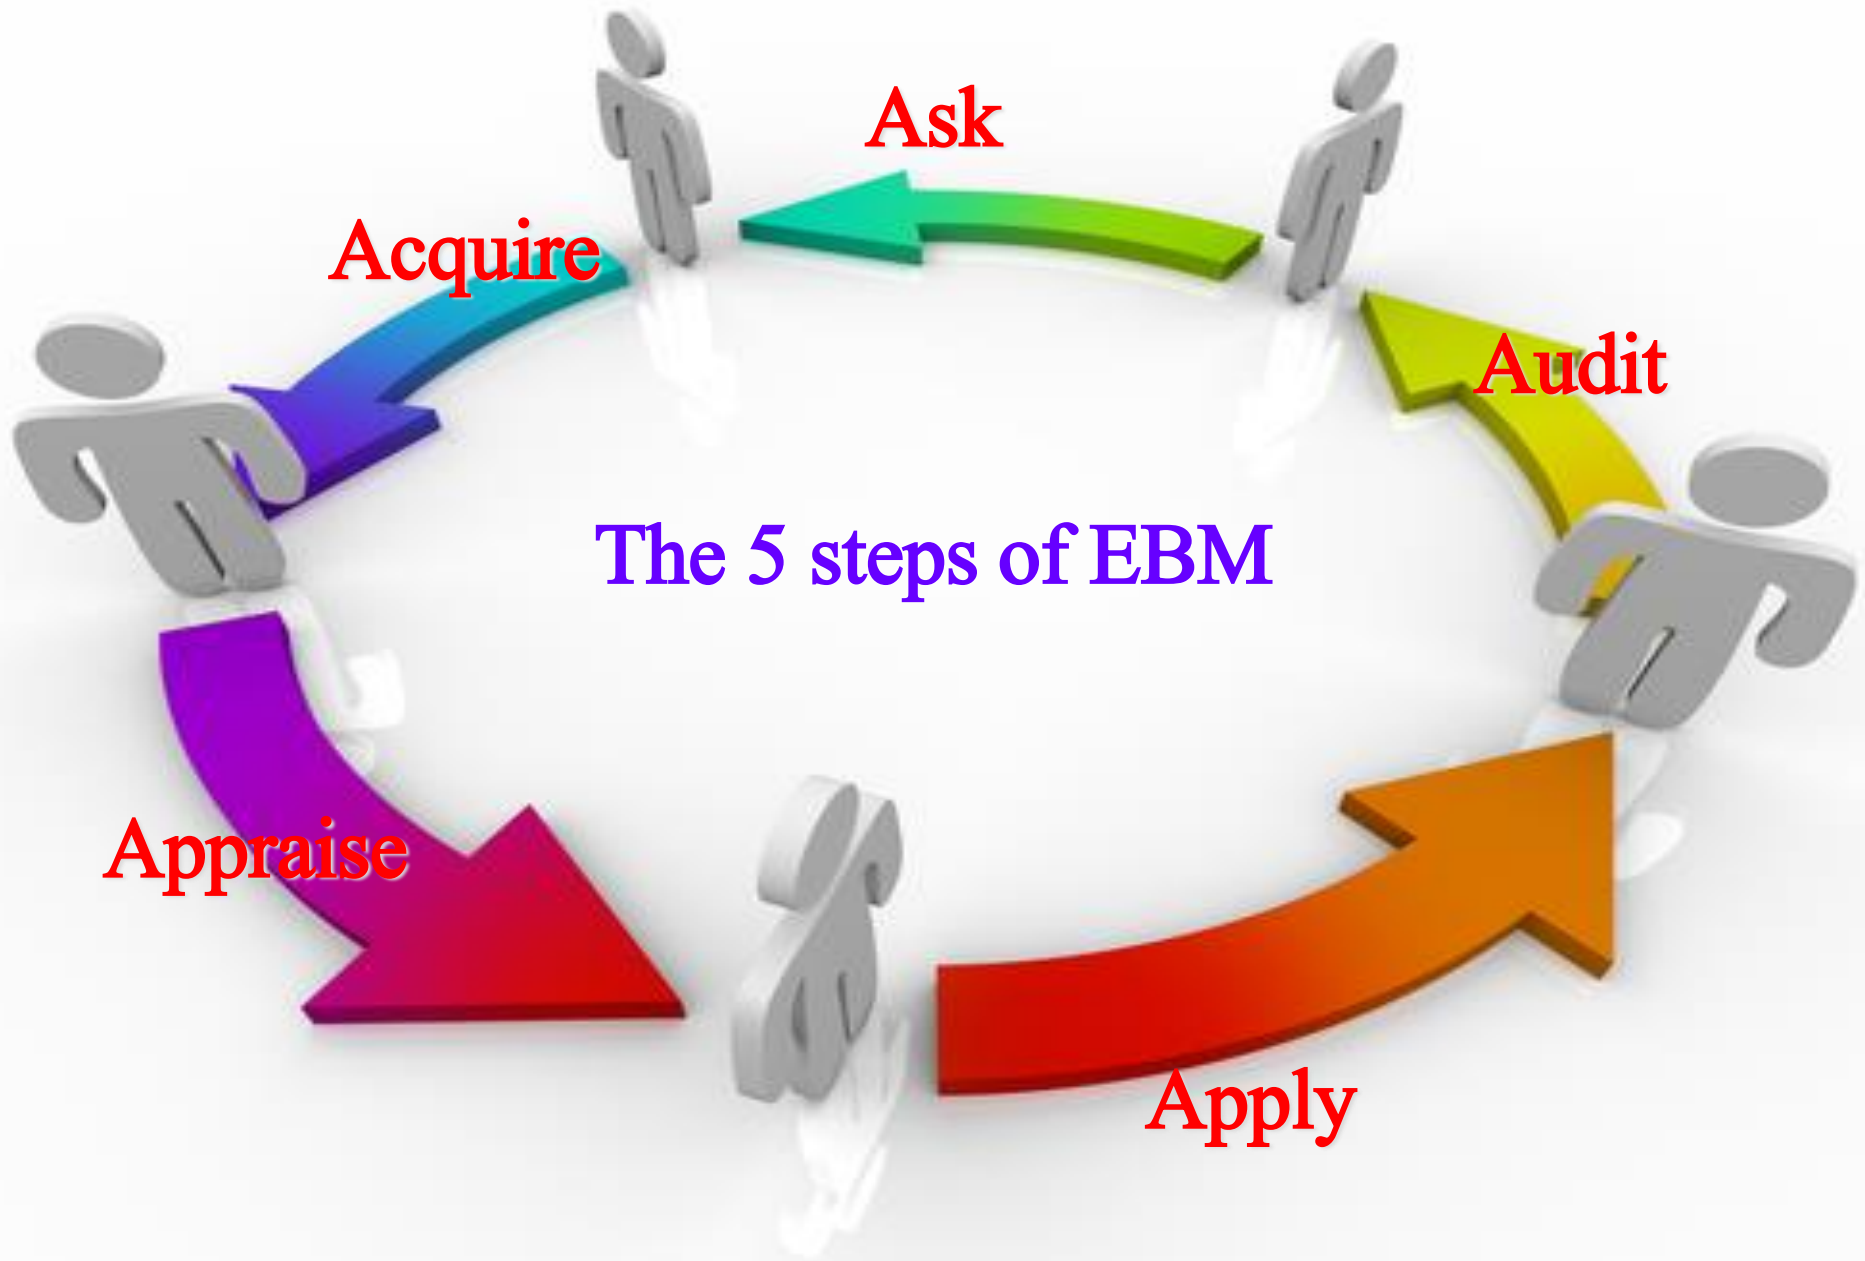 Ask
Acquire
Audit
The 5 steps of EBM
Appraise
Apply